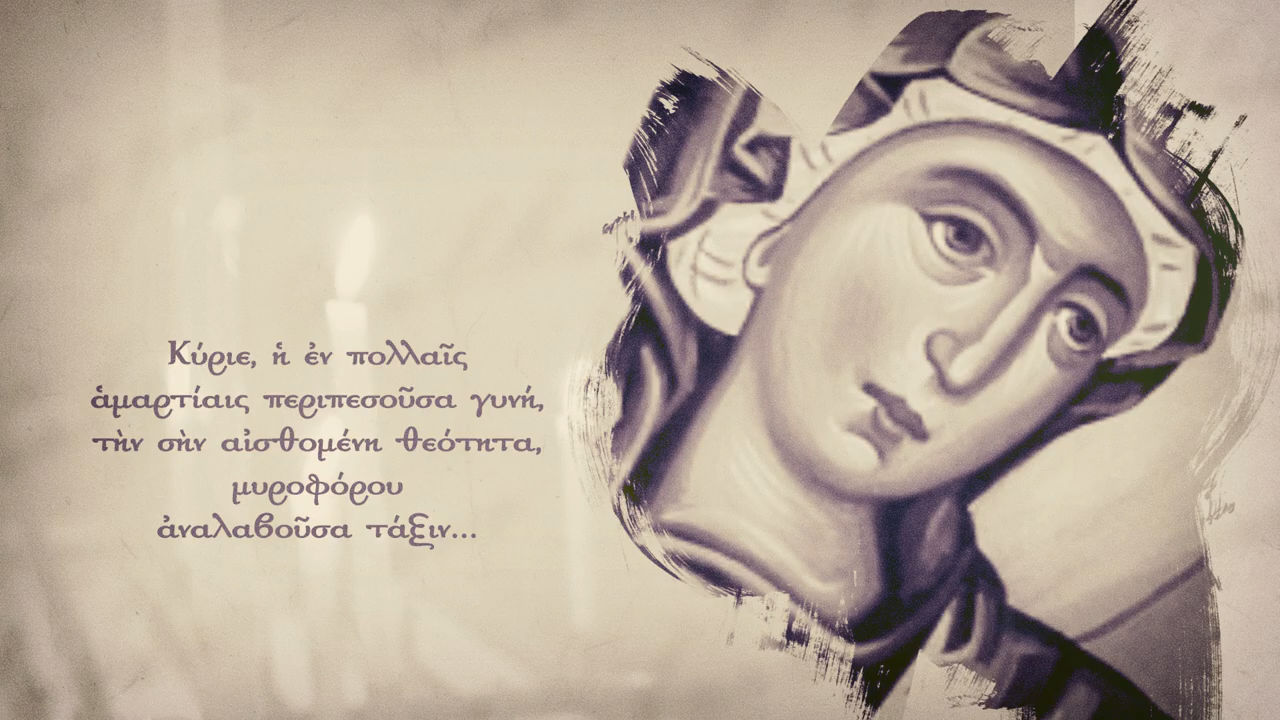 Κύριε, ἡ ἐν πολλαῖς
ἁμαρτίαις περιπεσοῦσα γυνή,
τὴν σὴν αἰσθομένη θεότητα,
μυροφόρου
ἀναλαβοῦσα τάξιν...